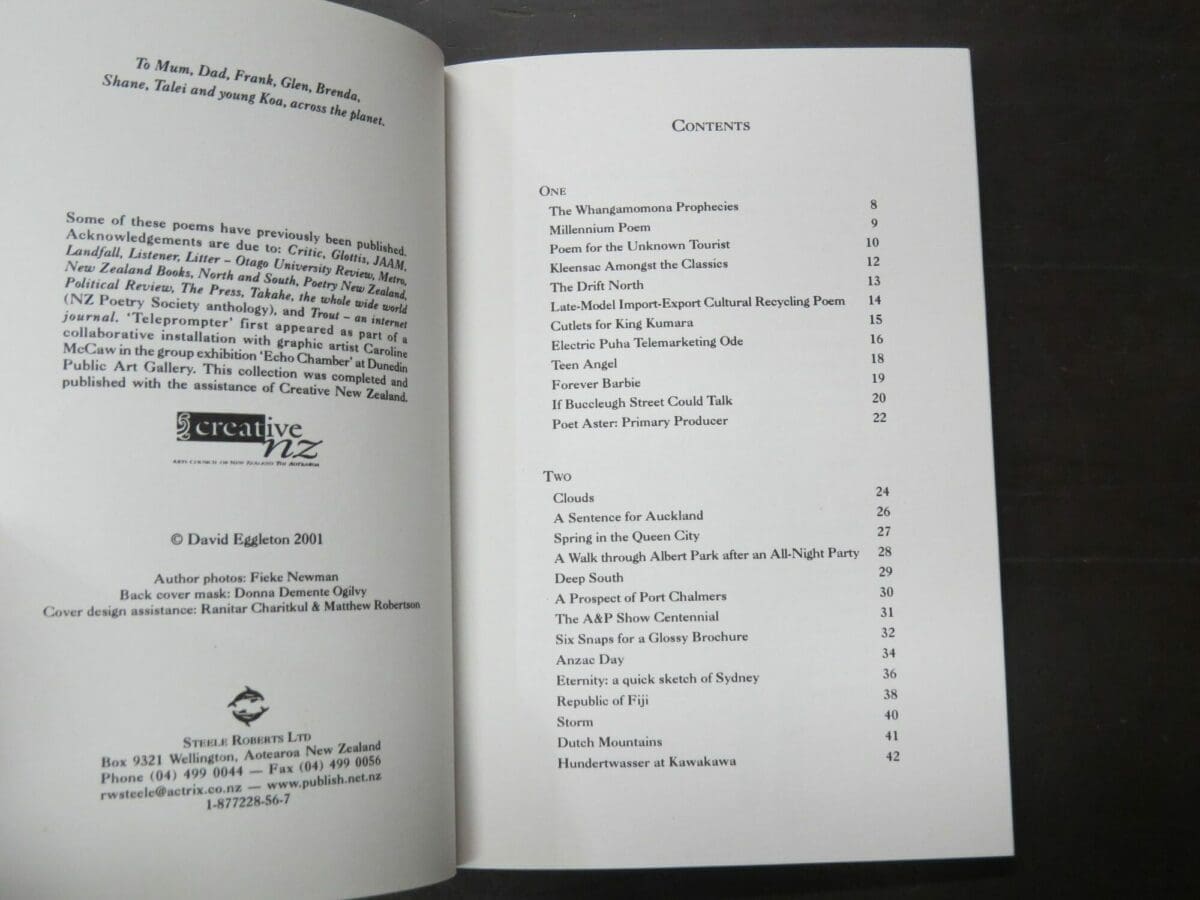 To Mum, Dad, Frank, Glen, Brenda,
Shane, Talei and young Koa, across the planet.
Some of these poems have previously been published.
Acknowledgements are due to: Critic, Glottis, JAAM,
Landfall, Listener, Litter – Otago University Review, Metro,
New Zealand Books, North and South, Poetry New Zealand,
Political Review, The Press, Takahe, the whole wide world
(NZ Poetry Society anthology), and Trout – an internet
journal. 'Teleprompter' first appeared as part of a
collaborative installation with graphic artist Caroline
McCaw in the group exhibition 'Echo Chamber' at Dunedin
Public Art Gallery. This collection was completed and
published with the assistance of Creative New Zealand.
creative
nz
ARTS COUNCIL OF NEW ZEALAND TOI AOTEAROA
© David Eggleton 2001
Author photos: Fieke Newman
Back cover mask: Donna Demente Ogilvy
Cover design assistance: Ranitar Charitkul & Matthew Robertson
STEELE ROBERTS LTD
Box 9321 Wellington, Aotearoa New Zealand
Phone (04) 499 0044 — Fax (04) 499 0056
rwsteele@actrix.co.nz — www.publish.net.nz
1-877228-56-7
CONTENTS
ONE
The Whangamomona Prophecies 8
Millennium Poem 9
Poem for the Unknown Tourist 10
Kleensac Amongst the Classics 12
The Drift North 13
Late-Model Import-Export Cultural Recycling Poem 14
Cutlets for King Kumara 15
Electric Puha Telemarketing Ode 16
Teen Angel 18
Forever Barbie 19
If Buccleugh Street Could Talk 20
Poet Aster: Primary Producer 22
TWO
Clouds 24
A Sentence for Auckland 26
Spring in the Queen City 27
A Walk through Albert Park after an All-Night Party 28
Deep South 29
A Prospect of Port Chalmers 30
The A&P Show Centennial 31
Six Snaps for a Glossy Brochure 32
Anzac Day 34
Eternity: a quick sketch of Sydney 36
Republic of Fiji 38
Storm 40
Dutch Mountains 41
Hundertwasser at Kawakawa 42